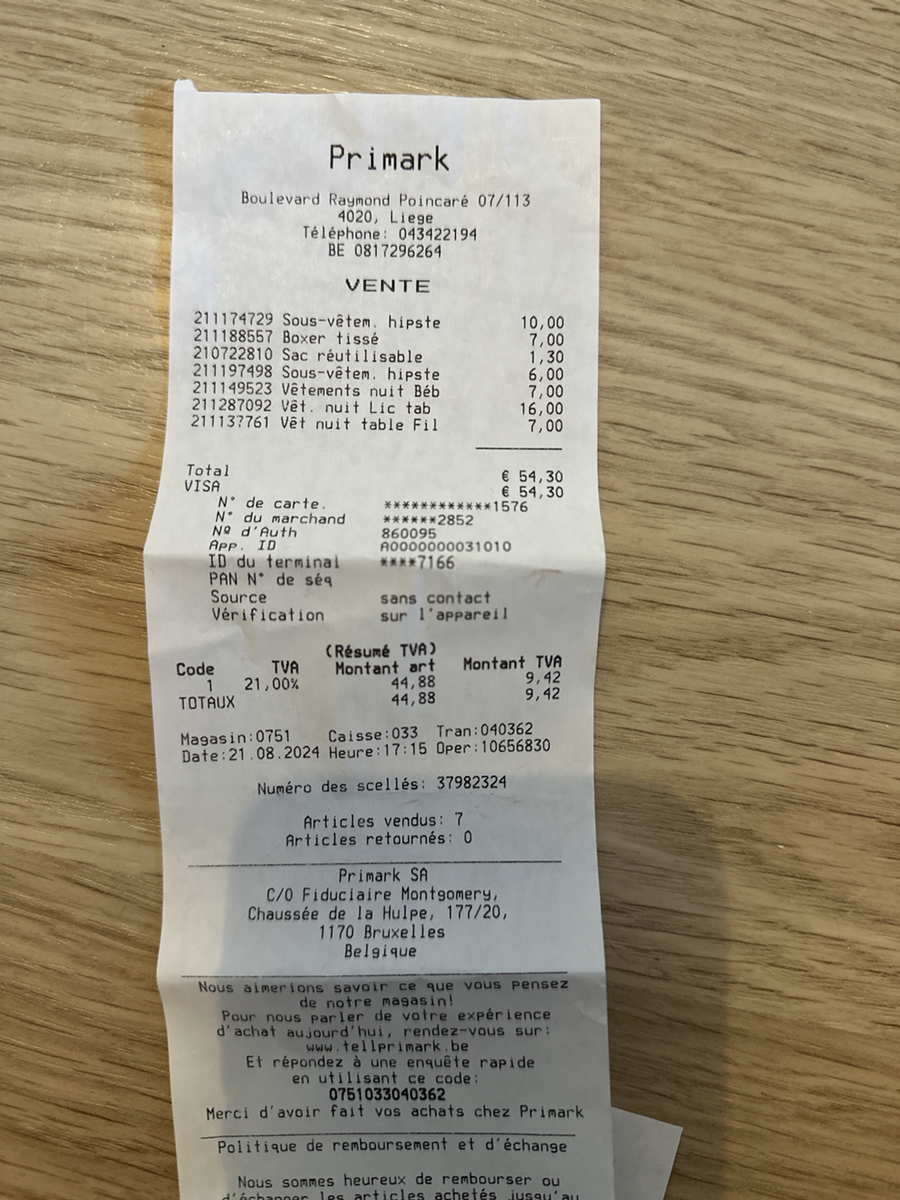 Primark
Boulevard Raymond Poincaré 07/113
4020, Liege
Téléphone: 043422194
BE 0817296264
VENTE
211174729 Sous-vêtem. hipste 10,00
211188557 Boxer tissé 7,00
210722810 Sac réutilisable 1,30
211197498 Sous-vêtem. hipste 6,00
211149523 Vêtements nuit Béb 7,00
211287092 Vêt. nuit Lic tab 16,00
211137761 Vêt nuit table Fil 7,00
Total € 54,30
VISA € 54,30
N° de carte. ************1576
N° du marchand ******2852
Nº d'Auth 860095
App. ID A0000000031010
ID du terminal ****7166
PAN N° de séq
Source sans contact
Vérification sur l'appareil
(Résumé TVA)
Code TVA Montant art Montant TVA
1 21,00% 44,88 9,42
TOTAUX 44,88 9,42
Magasin:0751 Caisse:033 Tran:040362
Date:21.08.2024 Heure:17:15 Oper:10656830
Numéro des scellés: 37982324
Articles vendus: 7
Articles retournés: 0
Primark SA
C/O Fiduciaire Montgomery,
Chaussée de la Hulpe, 177/20,
1170 Bruxelles
Belgique
Nous aimerions savoir ce que vous pensez
de notre magasin!
Pour nous parler de votre expérience
d'achat aujourd'hui, rendez-vous sur:
www.tellprimark.be
Et répondez à une enquête rapide
en utilisant ce code:
0751033040362
Merci d'avoir fait vos achats chez Primark
Politique de remboursement et d'échange
Nous sommes heureux de rembourser ou
d'échanger les articles achetés jusqu'au